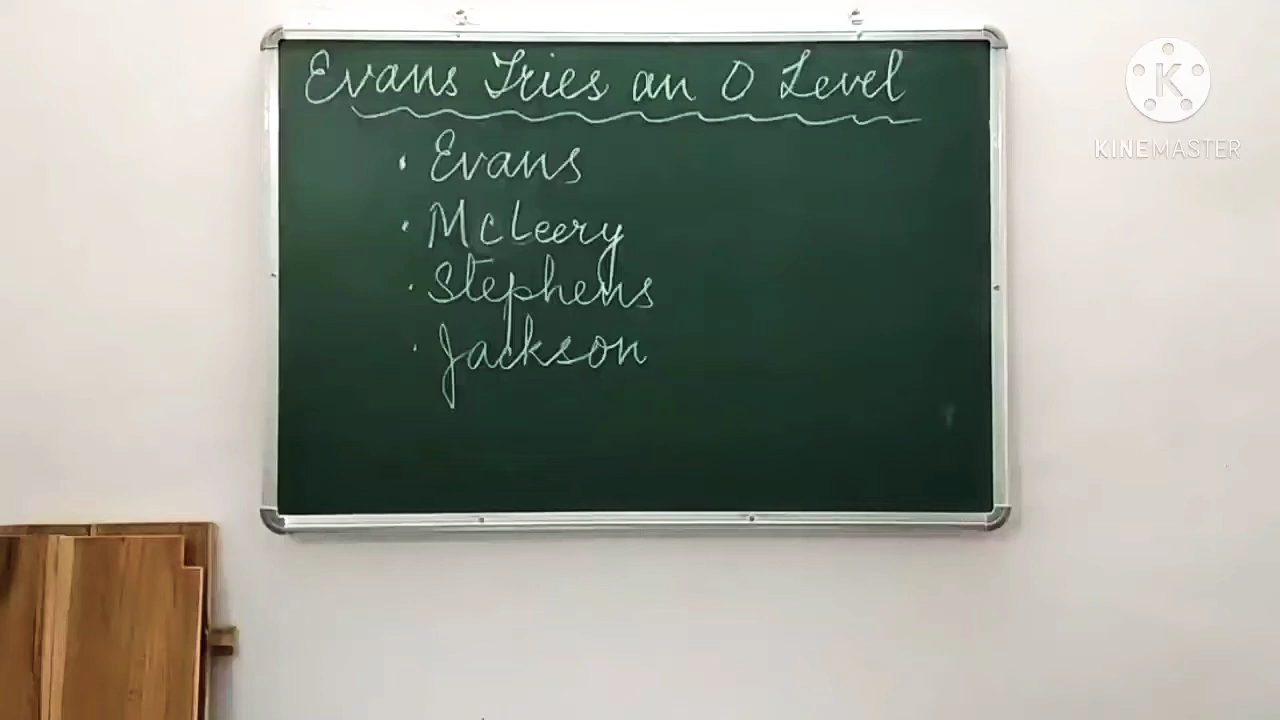 Evans Tries an O Level
• Evans
• McLeery
• Stephens
• Jackson
K
KINEMASTER